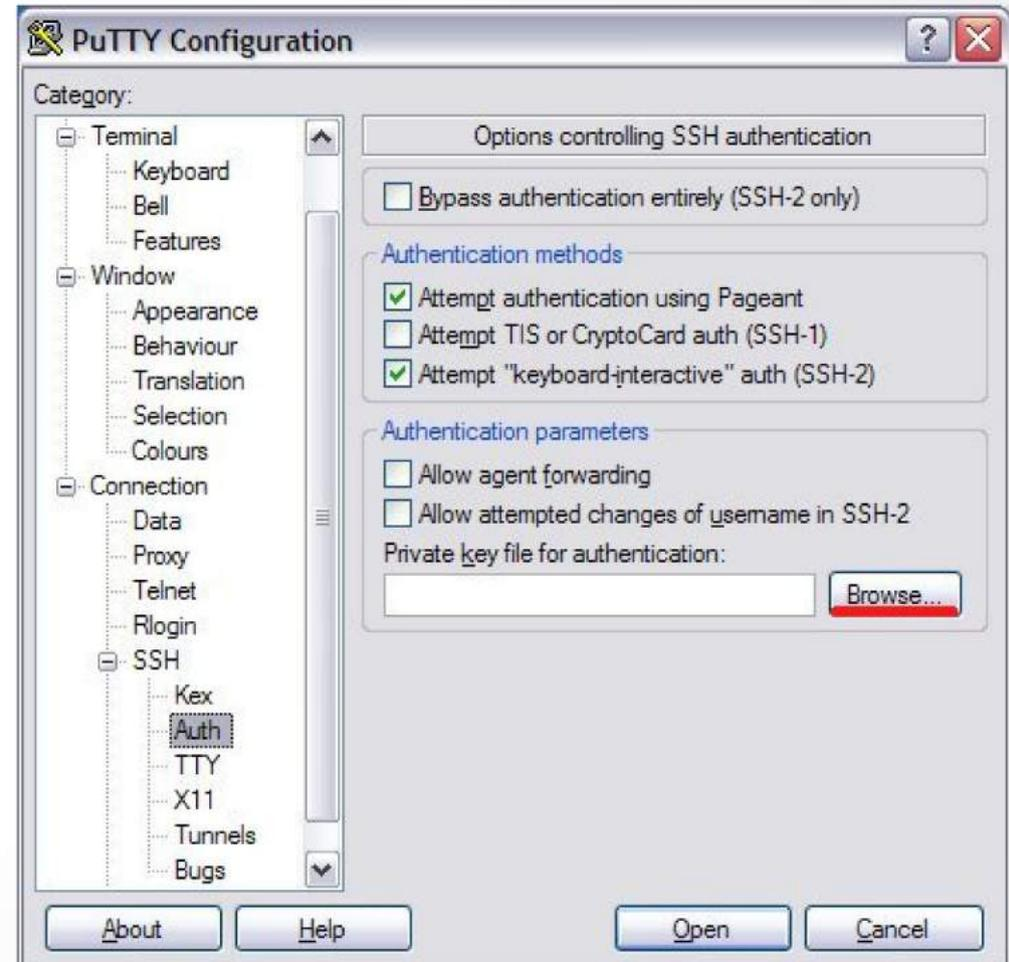 PuTTY Configuration
?
Category:
Terminal
Keyboard
Bell
Features
Window
Appearance
Behaviour
Translation
Selection
Colours
Connection
Data
Proxy
Telnet
Rlogin
SSH
Kex
Auth
TTY
X11
Tunnels
Bugs
Options controlling SSH authentication
Bypass authentication entirely (SSH-2 only)
Authentication methods
Attempt authentication using Pageant
Attempt TIS or CryptoCard auth (SSH-1)
Attempt "keyboard-interactive" auth (SSH-2)
Authentication parameters
Allow agent forwarding
Allow attempted changes of username in SSH-2
Private key file for authentication:
Browse...
About
Help
Open
Cancel